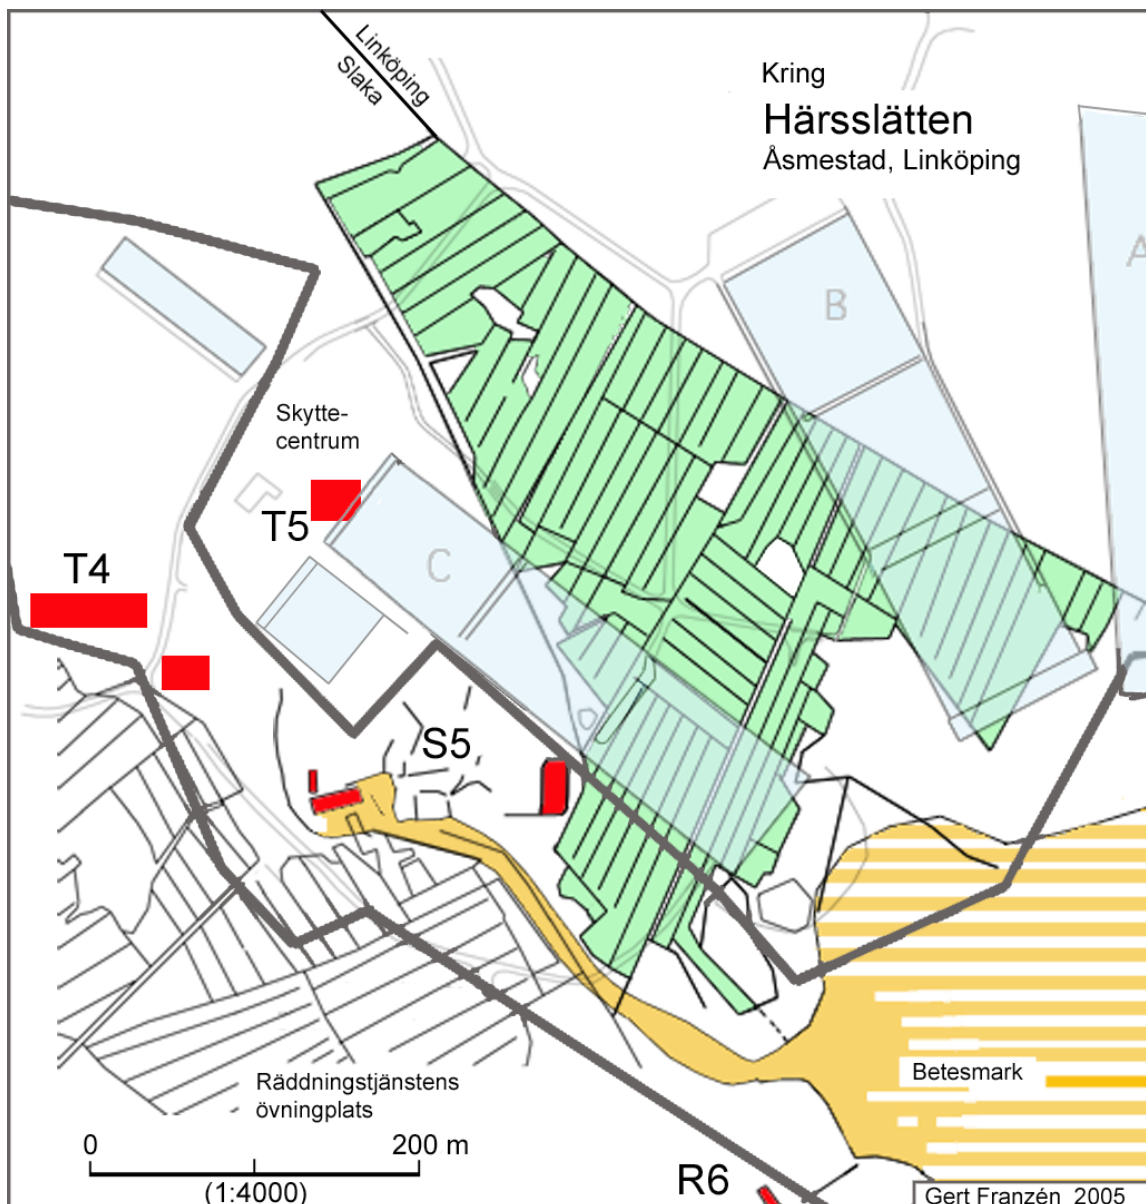 Linköping
Slaka
Kring
Härsslätten
Åsmestad, Linköping
A
B
Skytte-
centrum
T5
C
T4
S5
Betesmark
Räddningstjänstens
övningplats
0 200 m
(1:4000)
R6
Gert Franzén 2005